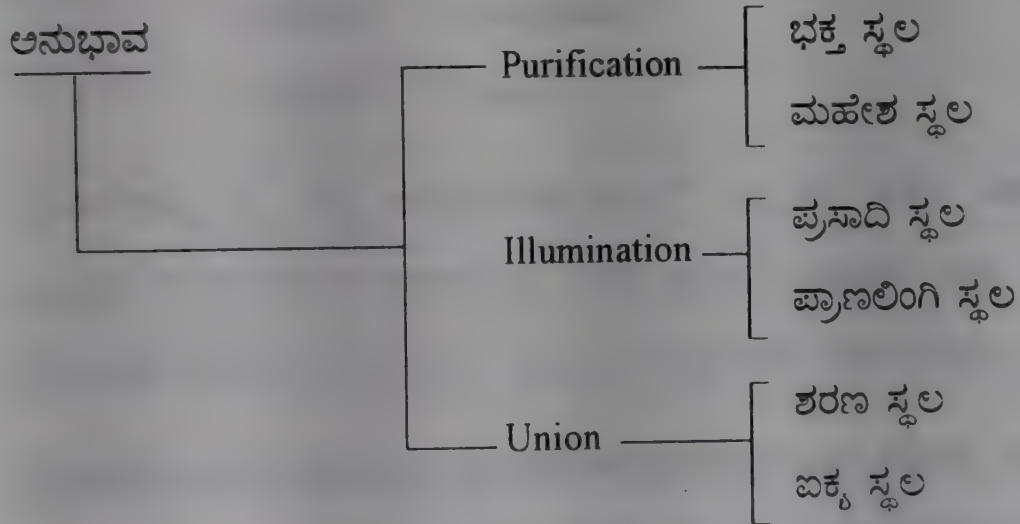 ಅನುಭಾವ
Purification
ಭಕ್ತ ಸ್ಥಲ
ಮಹೇಶ ಸ್ಥಲ
Illumination
ಪ್ರಸಾದಿ ಸ್ಥಲ
ಪ್ರಾಣಲಿಂಗಿ ಸ್ಥಲ
Union
ಶರಣ ಸ್ಥಲ
ಐಕ್ಯ ಸ್ಥಲ